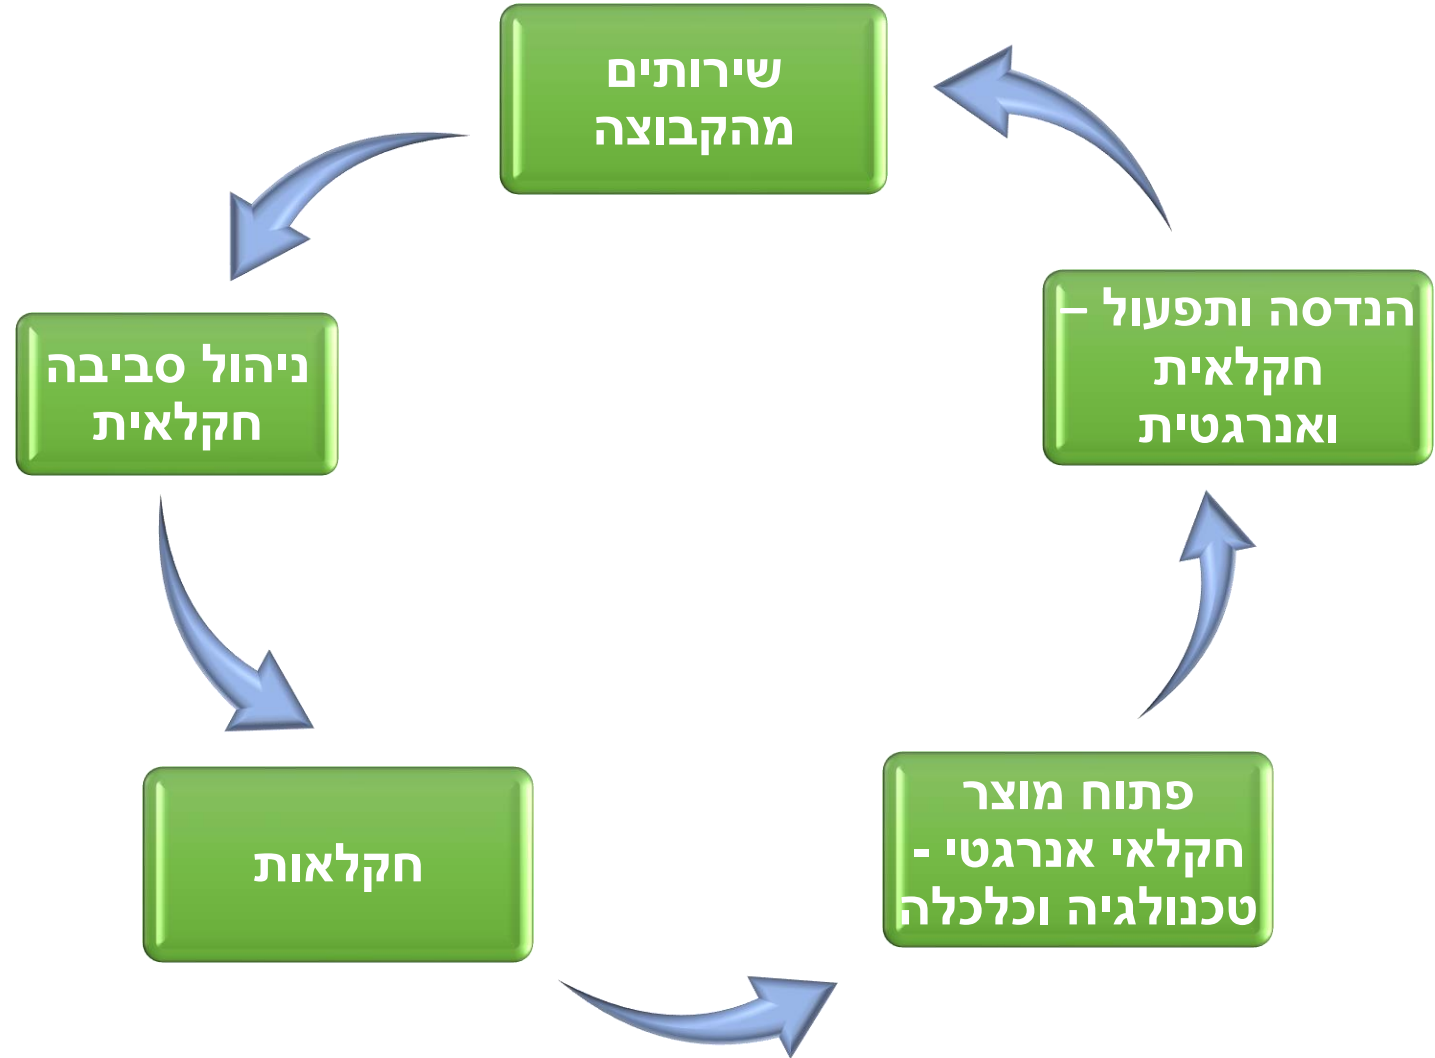 שירותים
מהקבוצה
הנדסה ותפעול –
חקלאית
ואנרגטית
ניהול סביבה
חקלאית
פתוח מוצר
חקלאי אנרגטי -
טכנולגיה וכלכלה
חקלאות